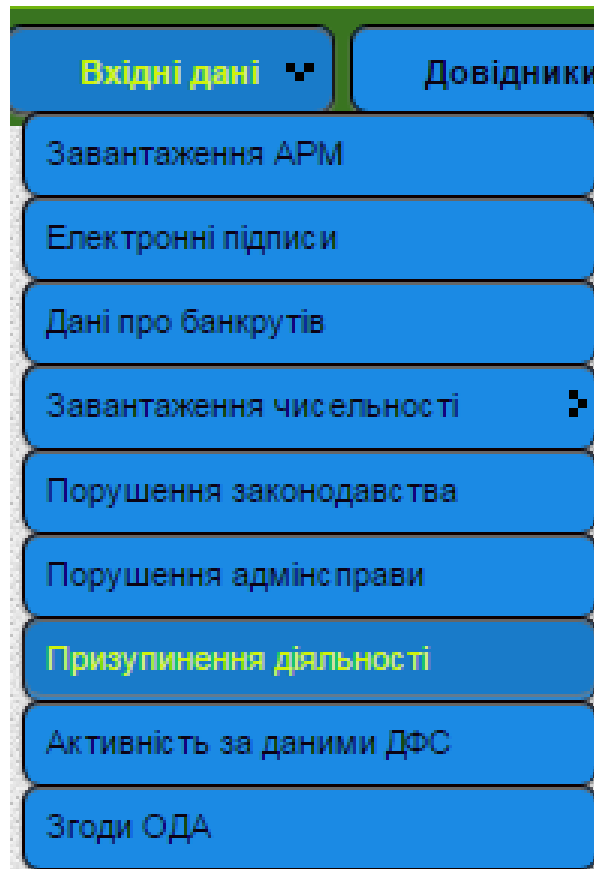 Вхідні дані
Довідники
Завантаження АРМ
Електронні підписи
Дані про банкрутів
Завантаження чисельності
Порушення законодавства
Порушення адмінсправи
Призупинення діяльності
Активність за даними ДФС
Згоди ОДА